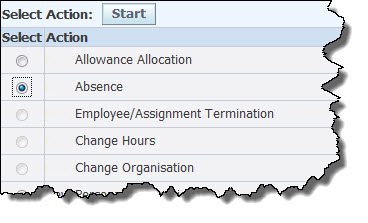 Select Action: Start
Select Action
Allowance Allocation
Absence
Employee/Assignment Termination
Change Hours
Change Organisation